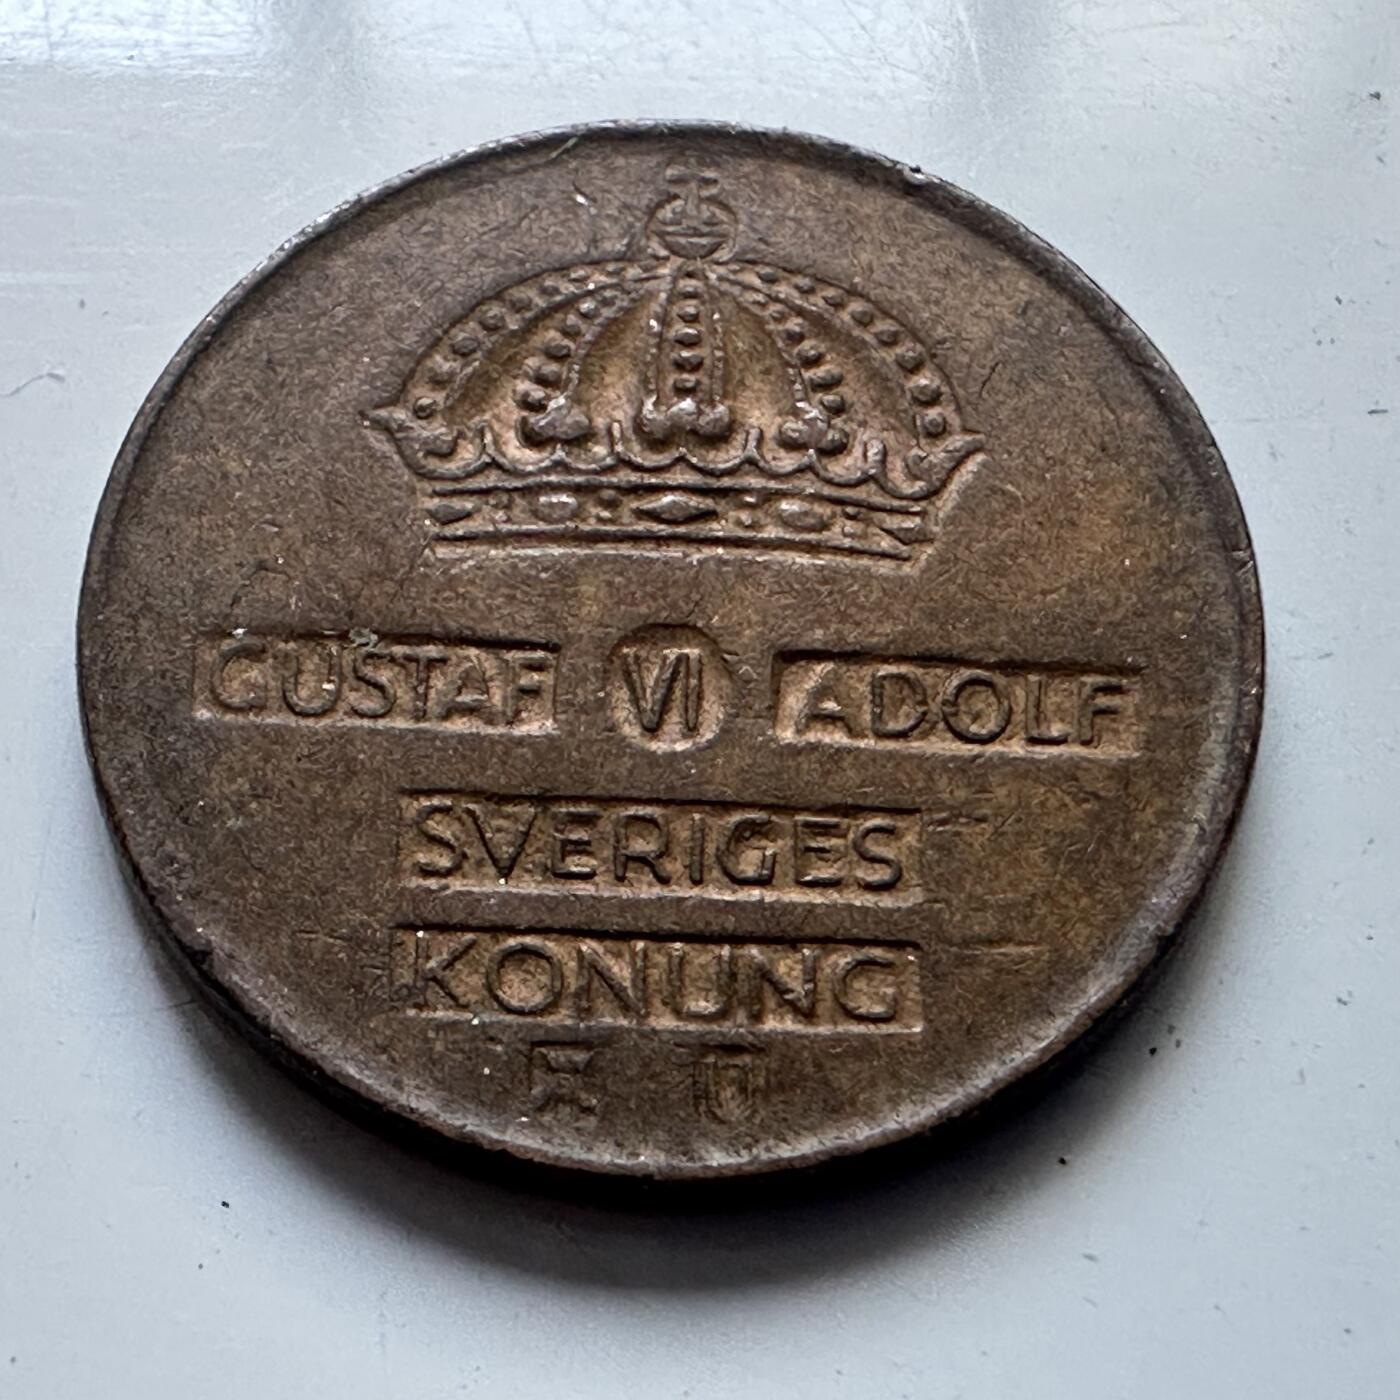 GUSTAF VI ADOLF
SVERIGES
KONUNG